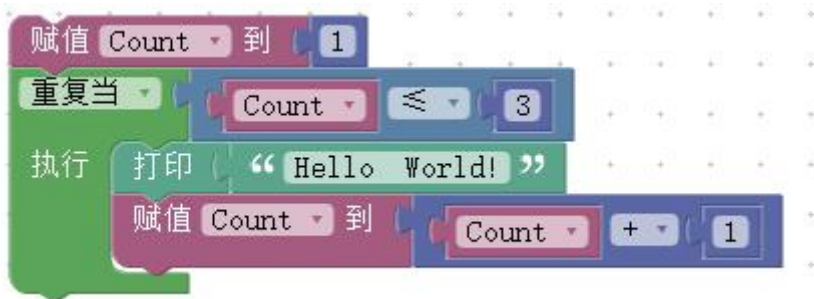 赋值 Count 到 1
重复当 Count ≤ 3
执行 打印 “ Hello World! ”
赋值 Count 到 Count + 1